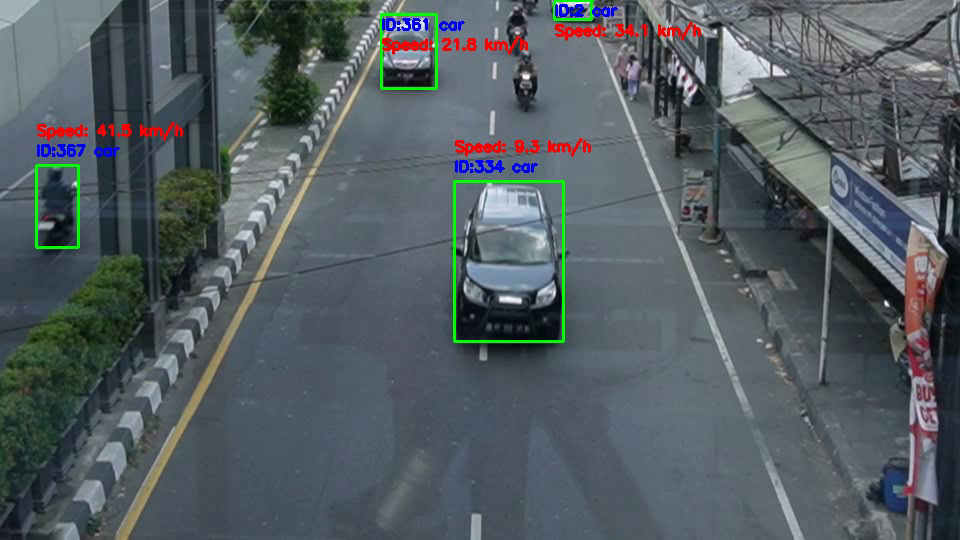 ID:361 car
Speed: 21.8 km/h
ID:2 car
Speed: 34.1 km/h
Speed: 41.5 km/h
ID:367 car
Speed: 9.3 km/h
ID:334 car